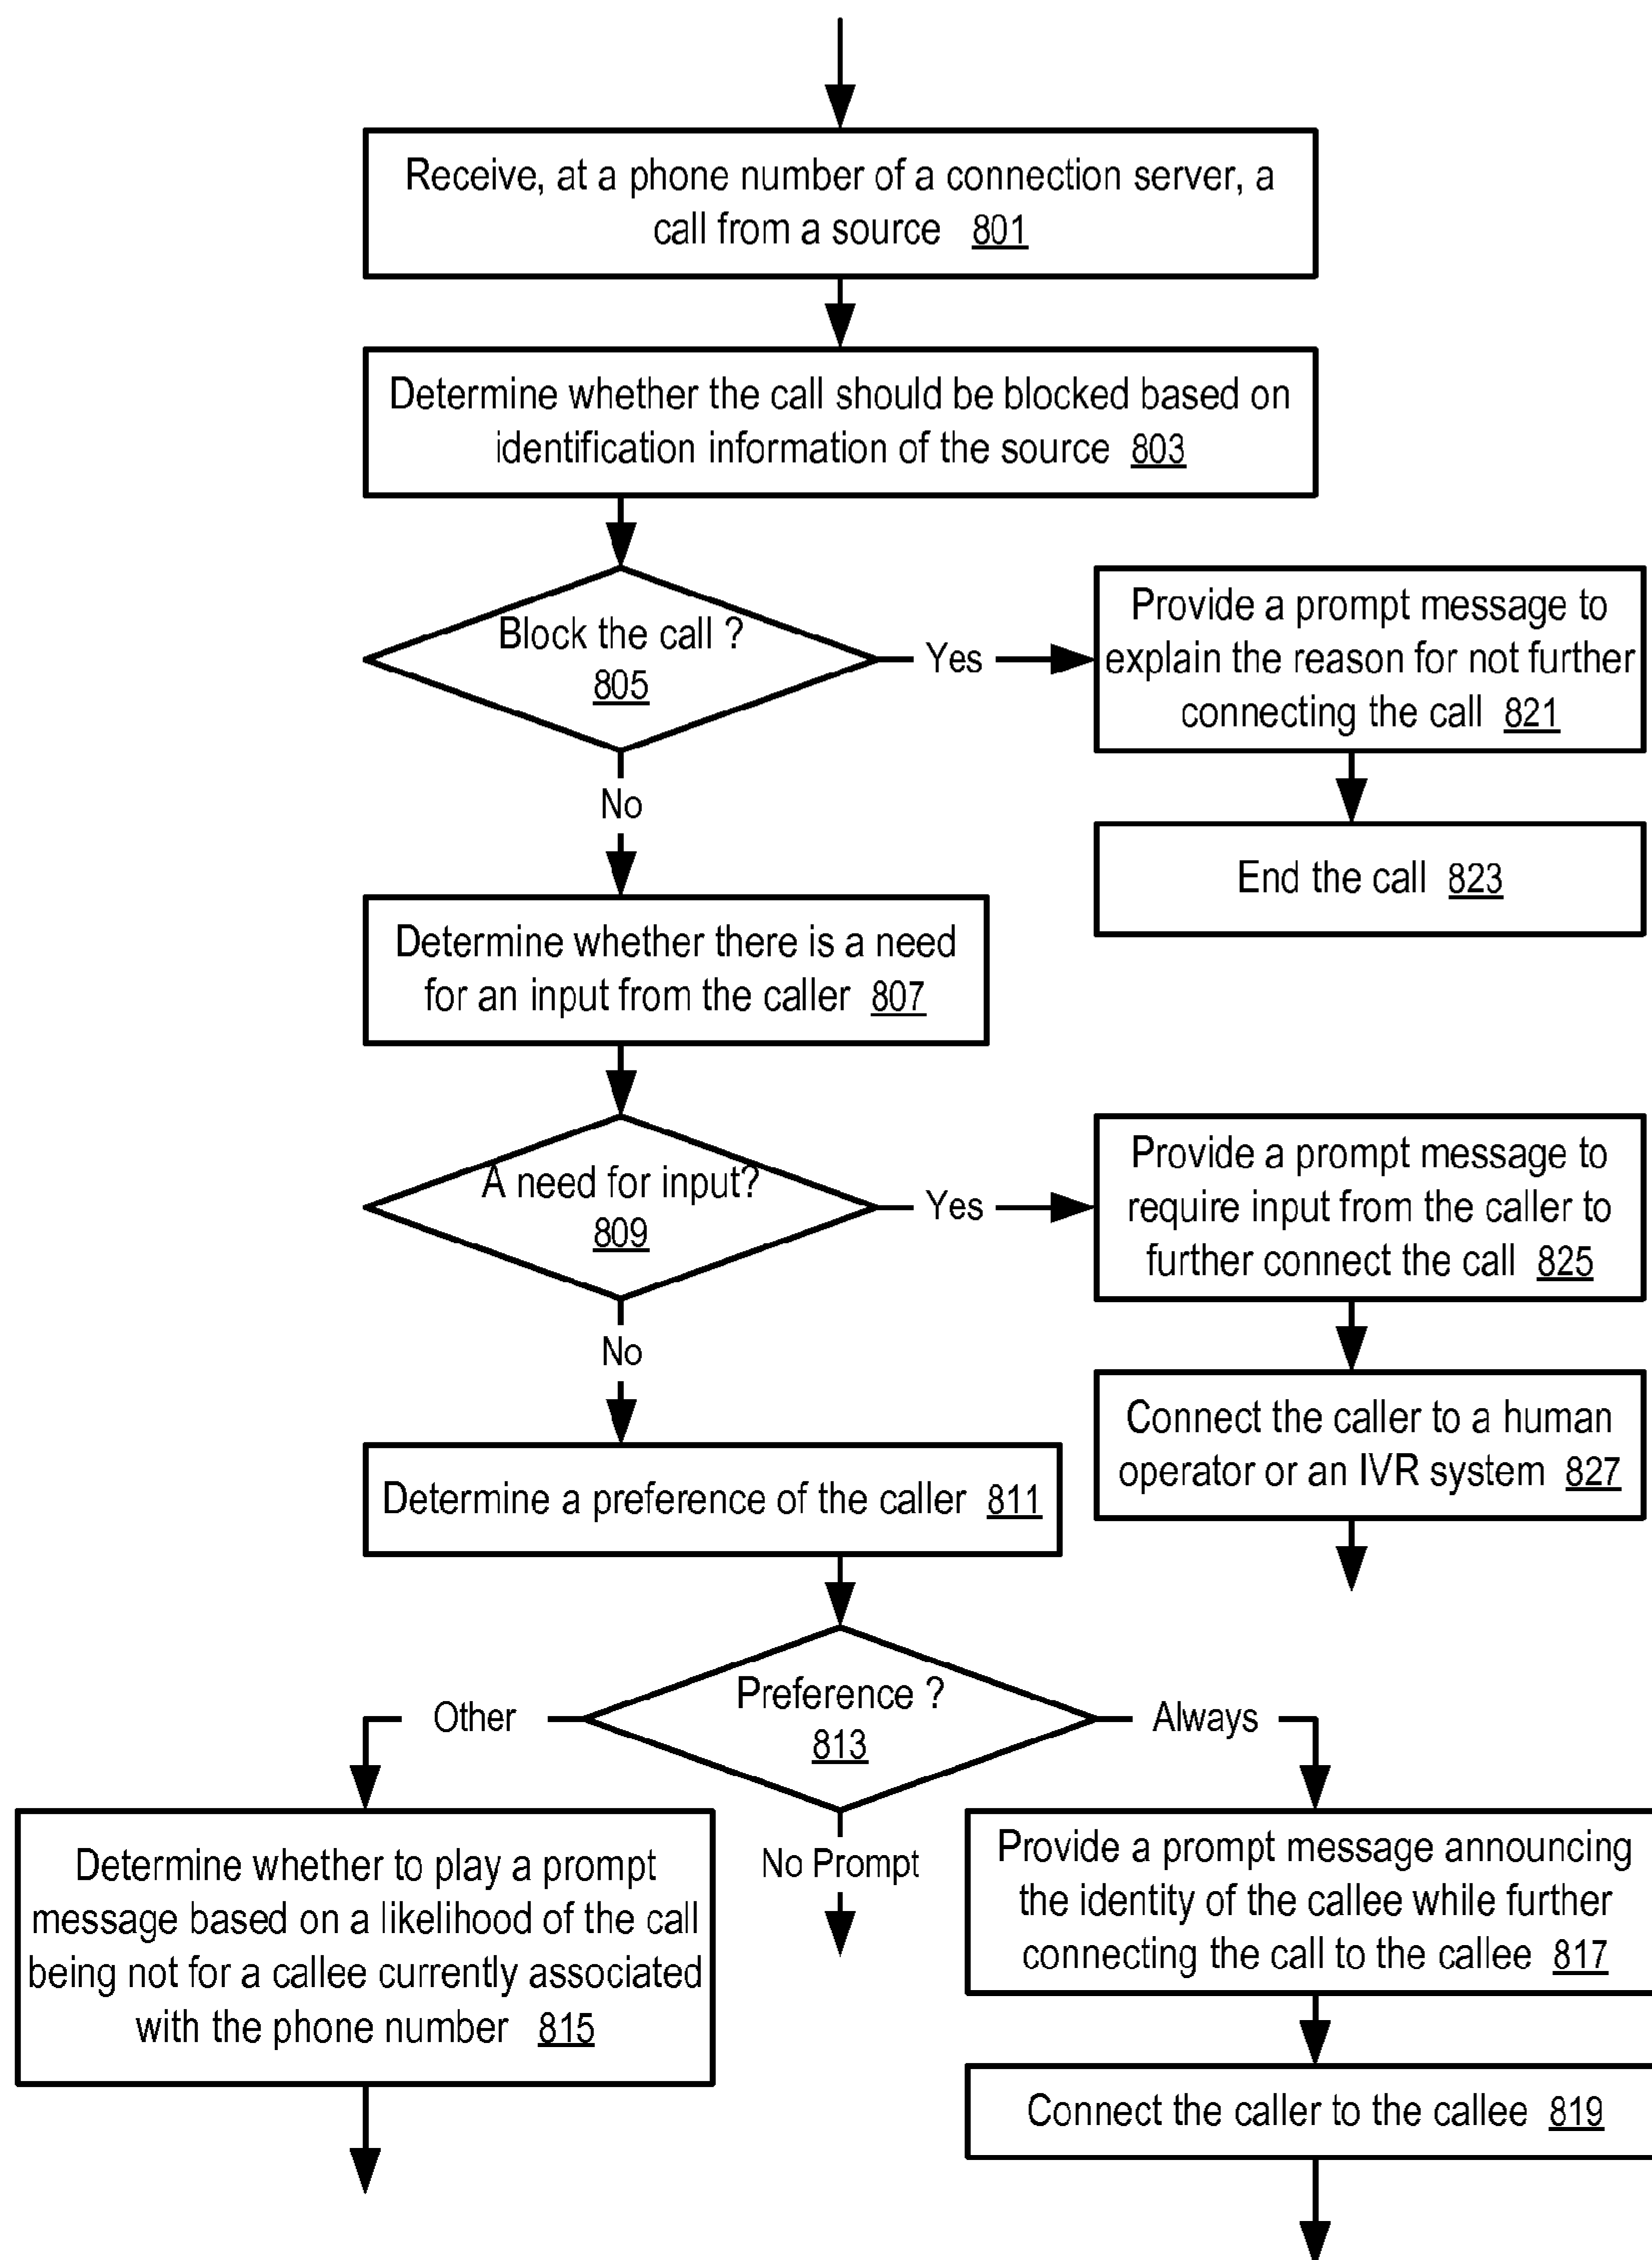 Receive, at a phone number of a connection server, a
call from a source 801
Determine whether the call should be blocked based on
identification information of the source 803
Block the call ?
805
Yes
Provide a prompt message to
explain the reason for not further
connecting the call 821
No
End the call 823
Determine whether there is a need
for an input from the caller 807
A need for input?
809
Yes
Provide a prompt message to
require input from the caller to
further connect the call 825
No
Connect the caller to a human
operator or an IVR system 827
Determine a preference of the caller 811
Preference ?
813
Other
Always
No Prompt
Determine whether to play a prompt
message based on a likelihood of the call
being not for a callee currently associated
with the phone number 815
Provide a prompt message announcing
the identity of the callee while further
connecting the call to the callee 817
Connect the caller to the callee 819